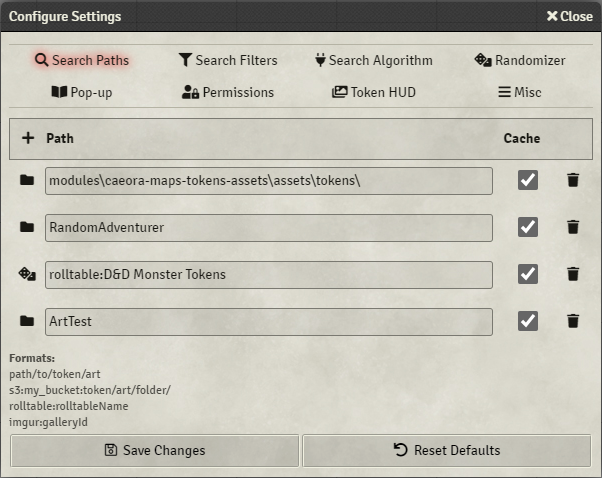 Configure Settings Close
Search Paths Search Filters Search Algorithm Randomizer
Pop-up Permissions Token HUD Misc
Path Cache
modules\caeora-maps-tokens-assets\assets\tokens\
RandomAdventurer
rolltable:D&D Monster Tokens
ArtTest
Formats:
path/to/token/art
s3:my_bucket:token/art/folder/
rolltable:rolltableName
imgur:galleryId
Save Changes Reset Defaults